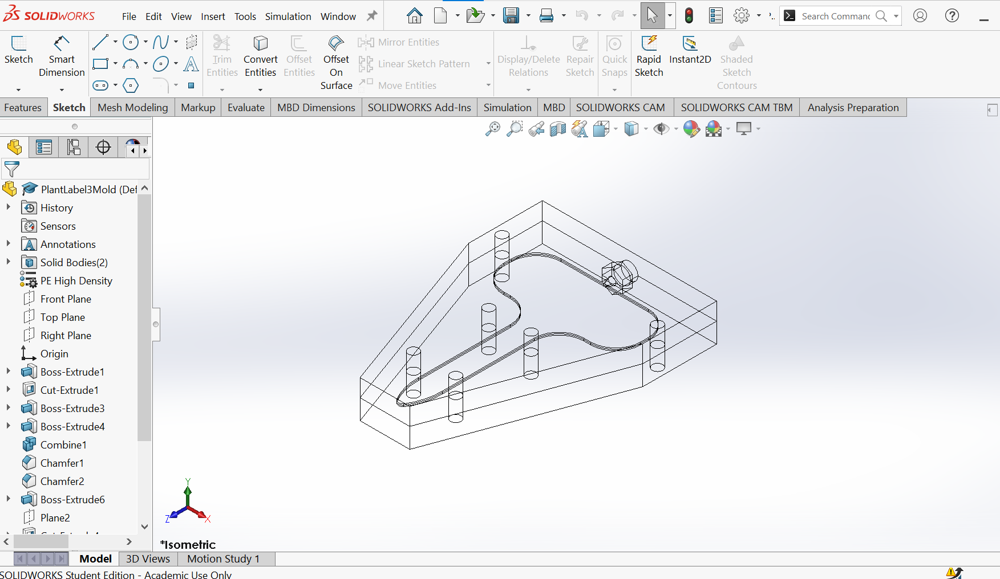 SOLIDWORKS File Edit View Insert Tools Simulation Window Search Command
Sketch Smart Dimension Trim Entities Convert Entities Offset Entities Offset On Surface Mirror Entities Linear Sketch Pattern Move Entities Display/Delete Relations Repair Sketch Quick Snaps Rapid Sketch Instant2D Shaded Sketch Contours
Features Sketch Mesh Modeling Markup Evaluate MBD Dimensions SOLIDWORKS Add-Ins Simulation MBD SOLIDWORKS CAM SOLIDWORKS CAM TBM Analysis Preparation
PlantLabel3Mold (Def
History
Sensors
Annotations
Solid Bodies(2)
PE High Density
Front Plane
Top Plane
Right Plane
Origin
Boss-Extrude1
Cut-Extrude1
Boss-Extrude3
Boss-Extrude4
Combine1
Chamfer1
Chamfer2
Boss-Extrude6
Plane2
Y
Z X
*Isometric
Model 3D Views Motion Study 1
SOLIDWORKS Student Edition - Academic Use Only